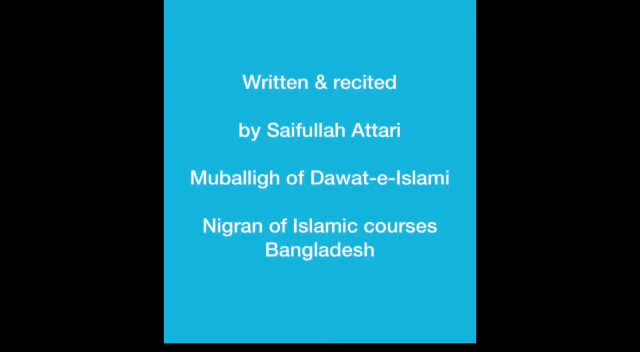 Written & recited
by Saifullah Attari
Muballigh of Dawat-e-Islami
Nigran of Islamic courses
Bangladesh